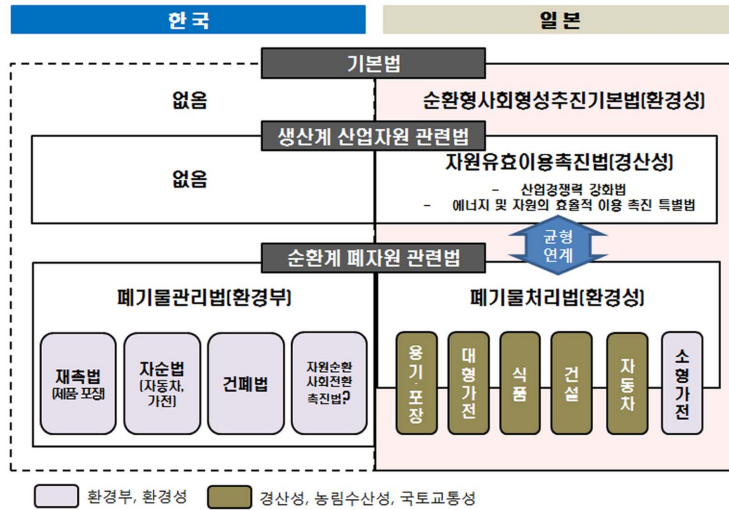 한국
일본
기본법
없음
순환형사회형성추진기본법(환경성)
생산계 산업자원 관련법
없음
자원유효이용촉진법(경산성)
- 산업경쟁력 강화법
- 에너지 및 자원의 효율적 이용 촉진 특별법
균형
연계
순환계 폐자원 관련법
폐기물관리법(환경부)
폐기물처리법(환경성)
재촉법
(제품·포장)
자순법
(자동차,
가전)
건폐법
자원순환
사회전환
촉진법?
용기·포장
대형가전
식품
건설
자동차
소형가전
환경부, 환경성
경산성, 농림수산성, 국토교통성